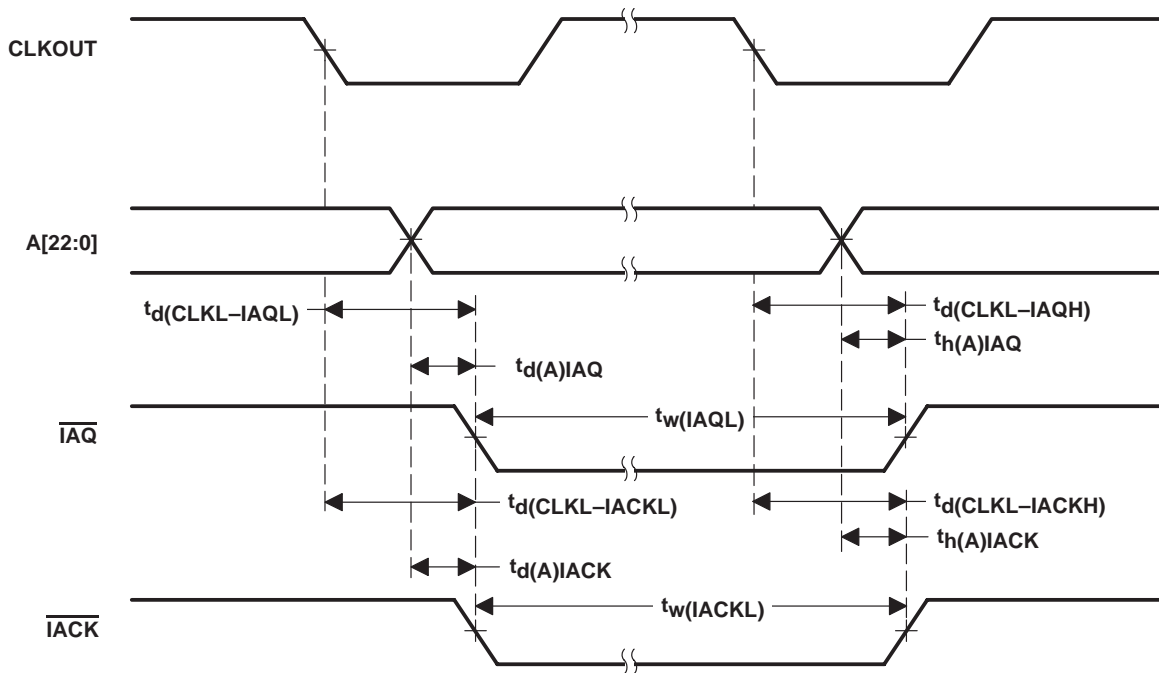 CLKOUT
A[22:0]
td(CLKL–IAQL)
td(CLKL–IAQH)
th(A)IAQ
td(A)IAQ
IAQ
tw(IAQL)
td(CLKL–IACKL)
td(CLKL–IACKH)
th(A)IACK
td(A)IACK
IACK
tw(IACKL)